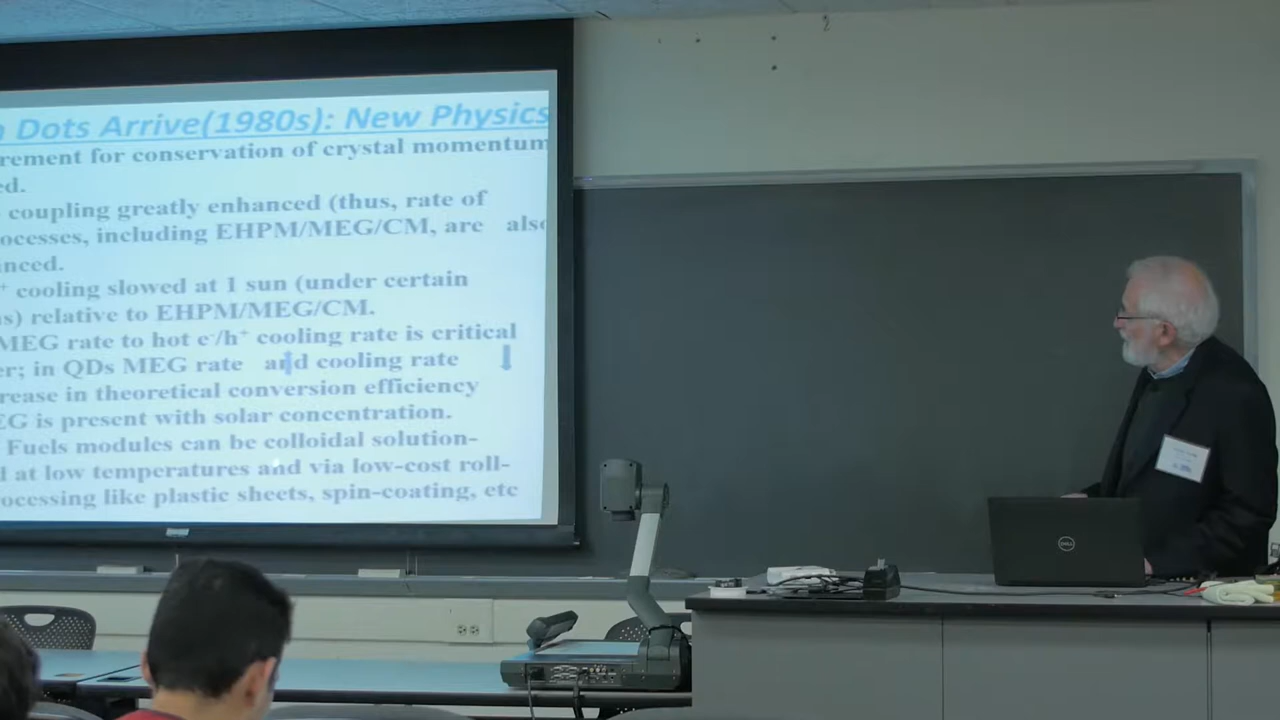 n Dots Arrive(1980s): New Physics
rement for conservation of crystal momentum
ed.
coupling greatly enhanced (thus, rate of
ocesses, including EHPM/MEG/CM, are also
nced.
+ cooling slowed at 1 sun (under certain
ns) relative to EHPM/MEG/CM.
MEG rate to hot e-/h+ cooling rate is critical
er; in QDs MEG rate and cooling rate
rease in theoretical conversion efficiency
EG is present with solar concentration.
Fuels modules can be colloidal solution-
d at low temperatures and via low-cost roll-
ocessing like plastic sheets, spin-coating, etc
DELL